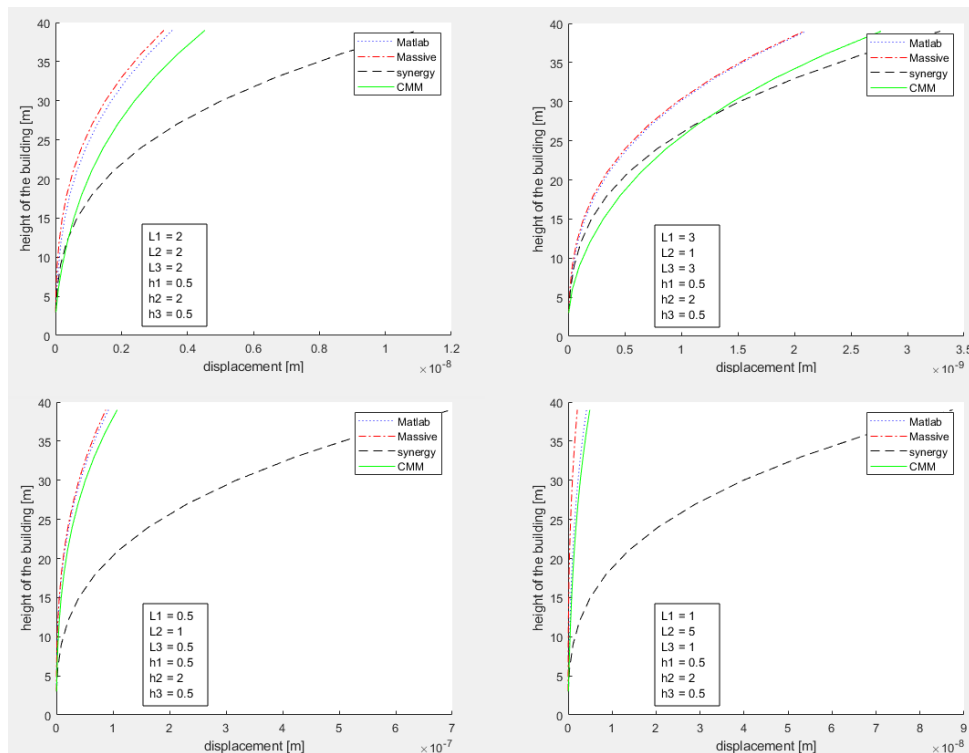 40
35
30
25
20
15
10
5
0
height of the building [m]
Matlab
Massive
synergy
CMM
L1 = 2
L2 = 2
L3 = 2
h1 = 0.5
h2 = 2
h3 = 0.5
0 0.2 0.4 0.6 0.8 1 1.2
displacement [m]
×10⁻⁸
40
35
30
25
20
15
10
5
0
height of the building [m]
Matlab
Massive
synergy
CMM
L1 = 3
L2 = 1
L3 = 3
h1 = 0.5
h2 = 2
h3 = 0.5
0 0.5 1 1.5 2 2.5 3 3.5
displacement [m]
×10⁻⁹
40
35
30
25
20
15
10
5
0
height of the building [m]
Matlab
Massive
synergy
CMM
L1 = 0.5
L2 = 1
L3 = 0.5
h1 = 0.5
h2 = 2
h3 = 0.5
0 1 2 3 4 5 6 7
displacement [m]
×10⁻⁷
40
35
30
25
20
15
10
5
0
height of the building [m]
Matlab
Massive
synergy
CMM
L1 = 1
L2 = 5
L3 = 1
h1 = 0.5
h2 = 2
h3 = 0.5
0 1 2 3 4 5 6 7 8 9
displacement [m]
×10⁻⁸